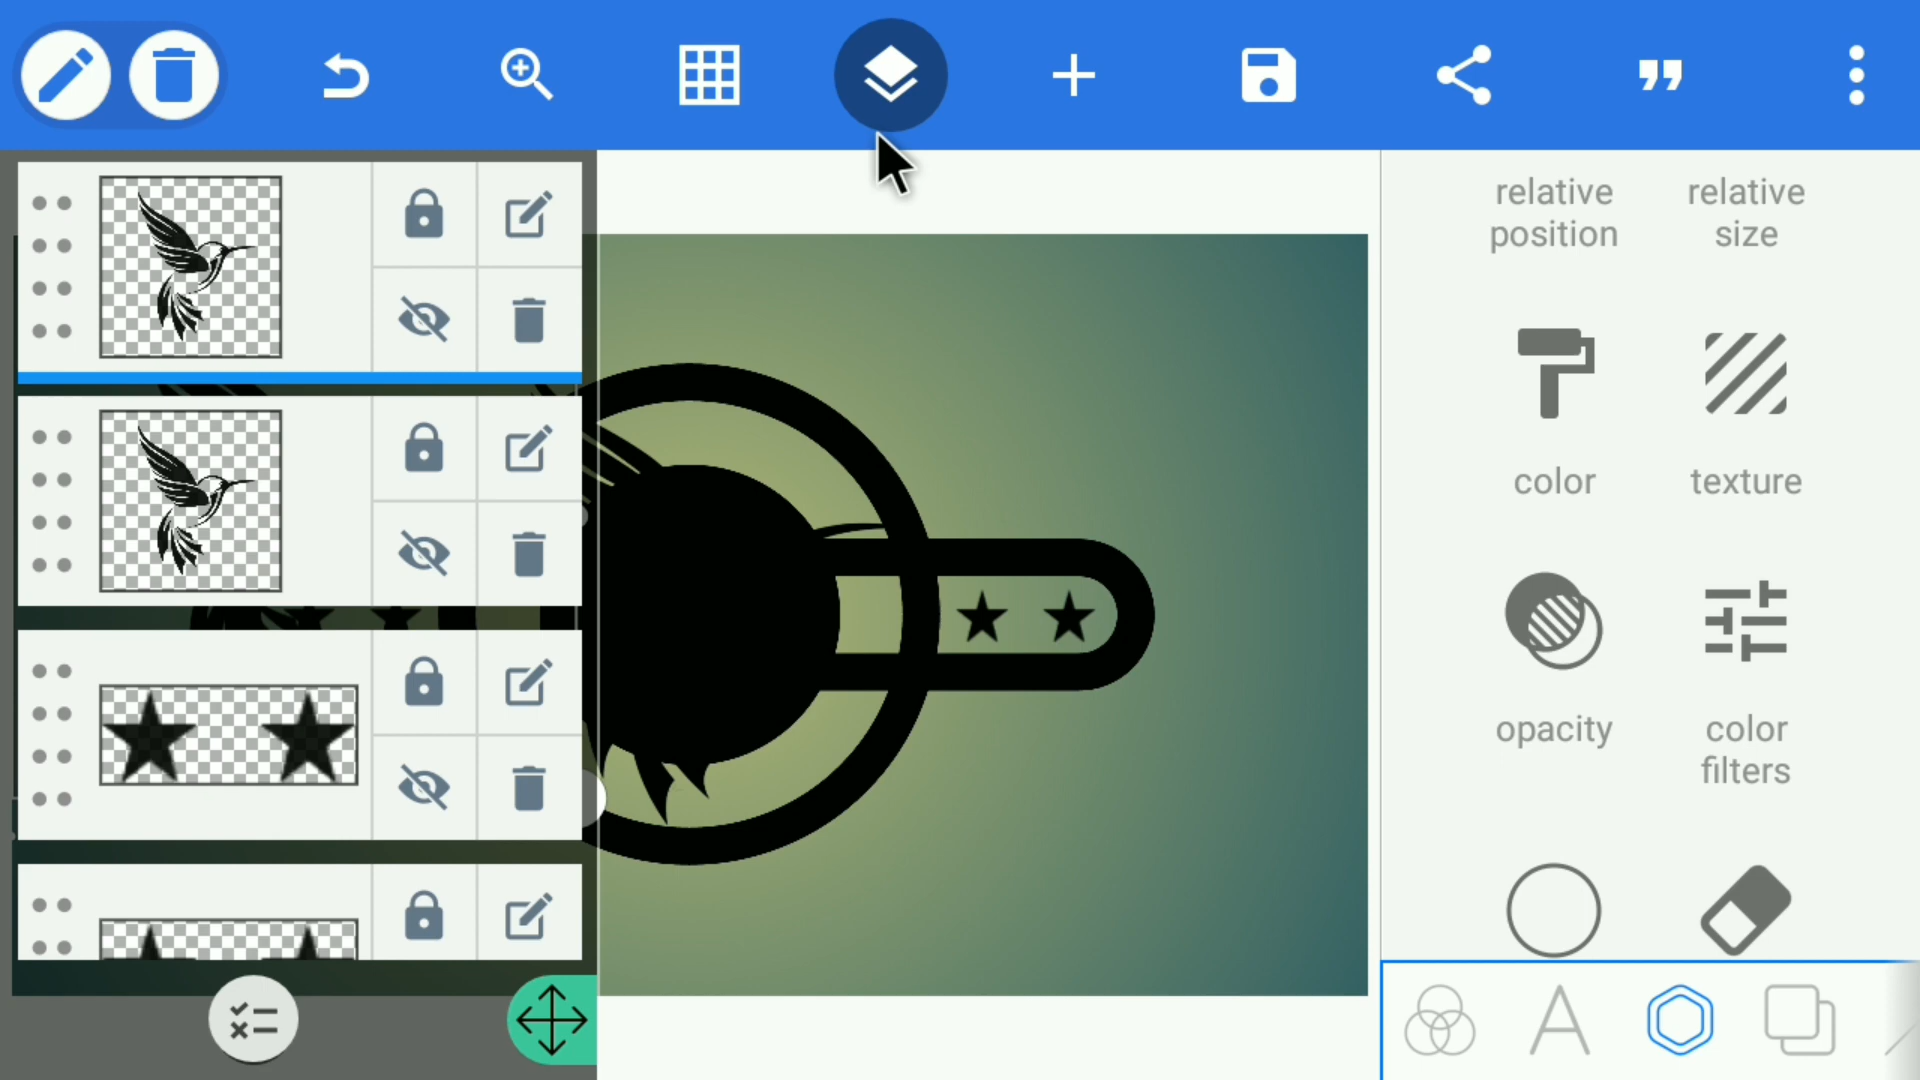 relative
position
relative
size
color
texture
opacity
color
filters